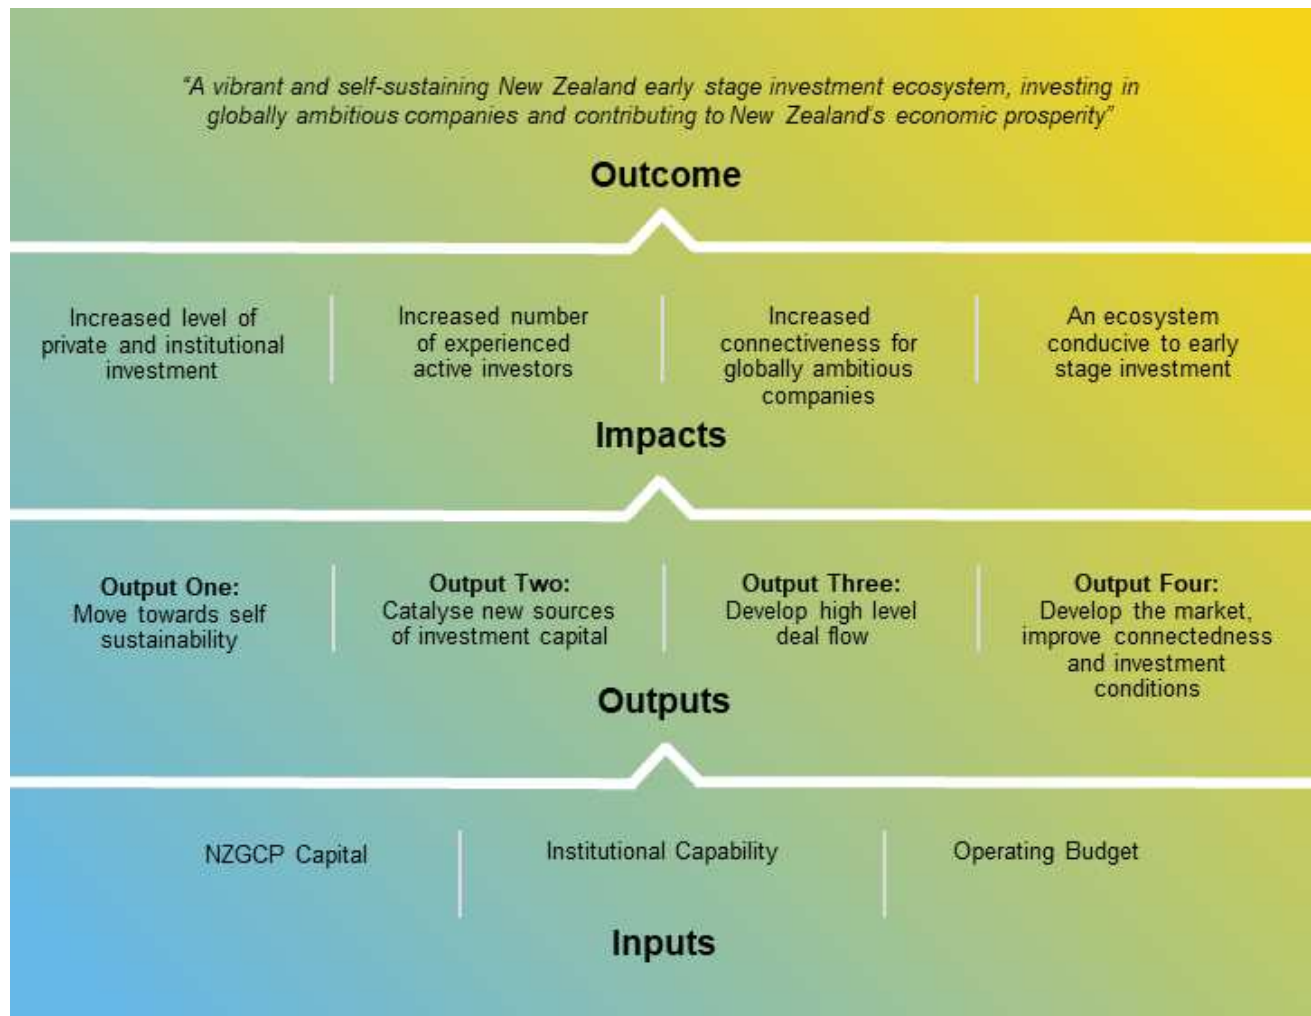 “A vibrant and self-sustaining New Zealand early stage investment ecosystem, investing in
globally ambitious companies and contributing to New Zealand's economic prosperity”
Outcome
Increased level of
private and institutional
investment
Increased number
of experienced
active investors
Increased
connectiveness for
globally ambitious
companies
An ecosystem
conducive to early
stage investment
Impacts
Output One:
Move towards self
sustainability
Output Two:
Catalyse new sources
of investment capital
Output Three:
Develop high level
deal flow
Output Four:
Develop the market,
improve connectedness
and investment
conditions
Outputs
NZGCP Capital
Institutional Capability
Operating Budget
Inputs